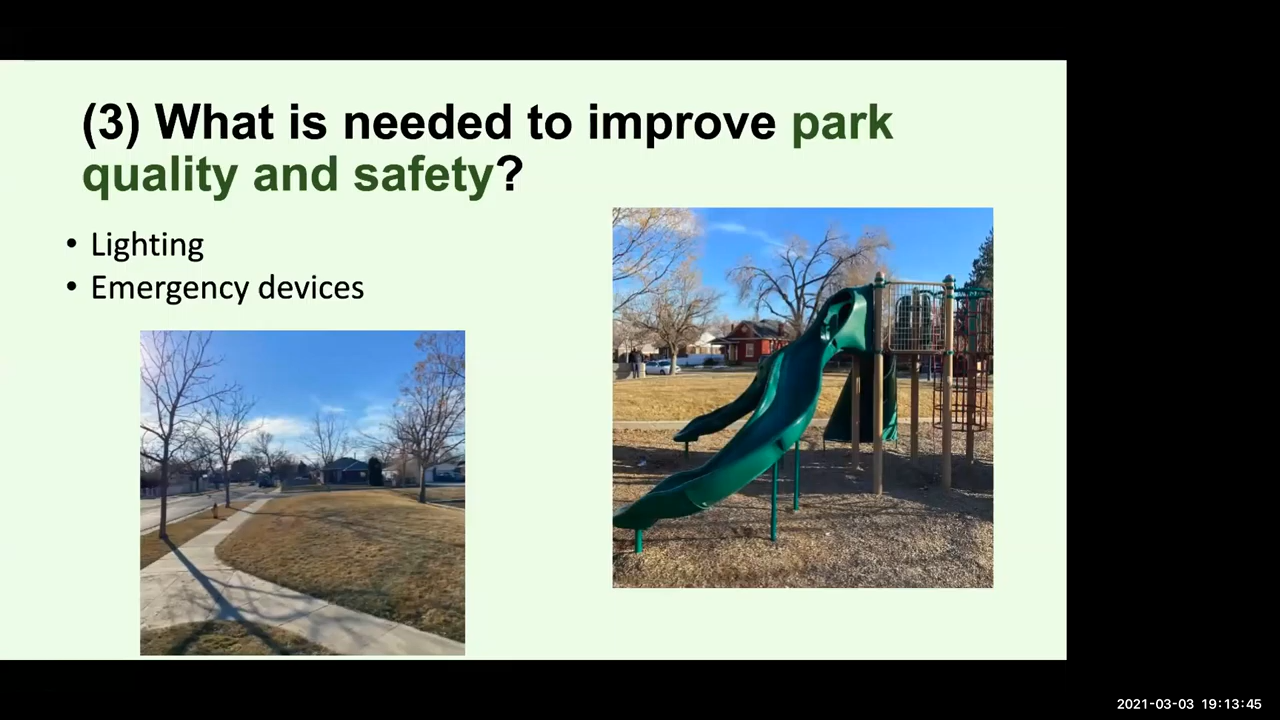 (3) What is needed to improve park
quality and safety?
• Lighting
• Emergency devices
2021-03-03 19:13:45